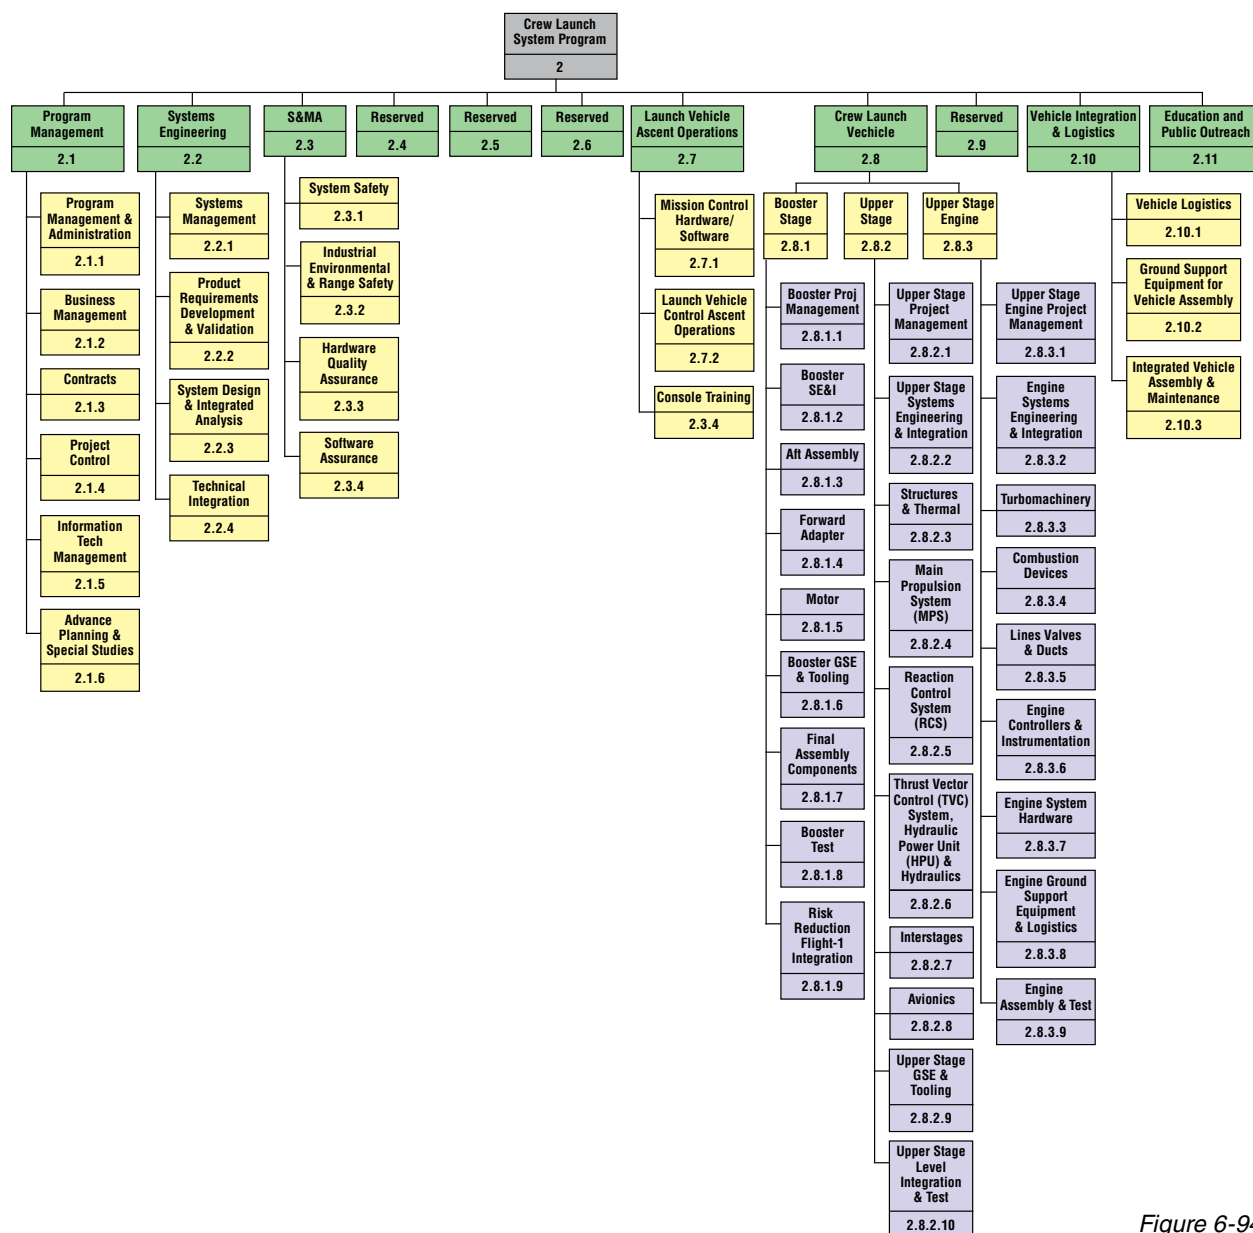 Crew Launch
System Program
2
Program
Management
2.1
Systems
Engineering
2.2
S&MA
2.3
Reserved
2.4
Reserved
2.5
Reserved
2.6
Launch Vehicle
Ascent Operations
2.7
Crew Launch
Vechicle
2.8
Reserved
2.9
Vehicle Integration
& Logistics
2.10
Education and
Public Outreach
2.11
Program
Management &
Administration
2.1.1
Business
Management
2.1.2
Contracts
2.1.3
Project
Control
2.1.4
Information
Tech
Management
2.1.5
Advance
Planning &
Special Studies
2.1.6
Systems
Management
2.2.1
Product
Requirements
Development
& Validation
2.2.2
System Design
& Integrated
Analysis
2.2.3
Technical
Integration
2.2.4
System Safety
2.3.1
Industrial
Environmental
& Range Safety
2.3.2
Hardware
Quality
Assurance
2.3.3
Software
Assurance
2.3.4
Mission Control
Hardware/
Software
2.7.1
Launch Vehicle
Control Ascent
Operations
2.7.2
Console Training
2.3.4
Booster
Stage
2.8.1
Booster Proj
Management
2.8.1.1
Booster
SE&I
2.8.1.2
Aft Assembly
2.8.1.3
Forward
Adapter
2.8.1.4
Motor
2.8.1.5
Booster GSE
& Tooling
2.8.1.6
Final
Assembly
Components
2.8.1.7
Booster
Test
2.8.1.8
Risk
Reduction
Flight-1
Integration
2.8.1.9
Upper
Stage
2.8.2
Upper Stage
Project
Management
2.8.2.1
Upper Stage
Systems
Engineering
& Integration
2.8.2.2
Structures
& Thermal
2.8.2.3
Main
Propulsion
System
(MPS)
2.8.2.4
Reaction
Control
System
(RCS)
2.8.2.5
Thrust Vector
Control (TVC)
System,
Hydraulic
Power Unit
(HPU) &
Hydraulics
2.8.2.6
Interstages
2.8.2.7
Avionics
2.8.2.8
Upper Stage
GSE &
Tooling
2.8.2.9
Upper Stage
Level
Integration
& Test
2.8.2.10
Upper Stage
Engine
2.8.3
Upper Stage
Engine Project
Management
2.8.3.1
Engine
Systems
Engineering
& Integration
2.8.3.2
Turbomachinery
2.8.3.3
Combustion
Devices
2.8.3.4
Lines Valves
& Ducts
2.8.3.5
Engine
Controllers &
Instrumentation
2.8.3.6
Engine System
Hardware
2.8.3.7
Engine Ground
Support
Equipment
& Logistics
2.8.3.8
Engine
Assembly & Test
2.8.3.9
Vehicle Logistics
2.10.1
Ground Support
Equipment for
Vehicle Assembly
2.10.2
Integrated Vehicle
Assembly &
Maintenance
2.10.3
Figure 6-94